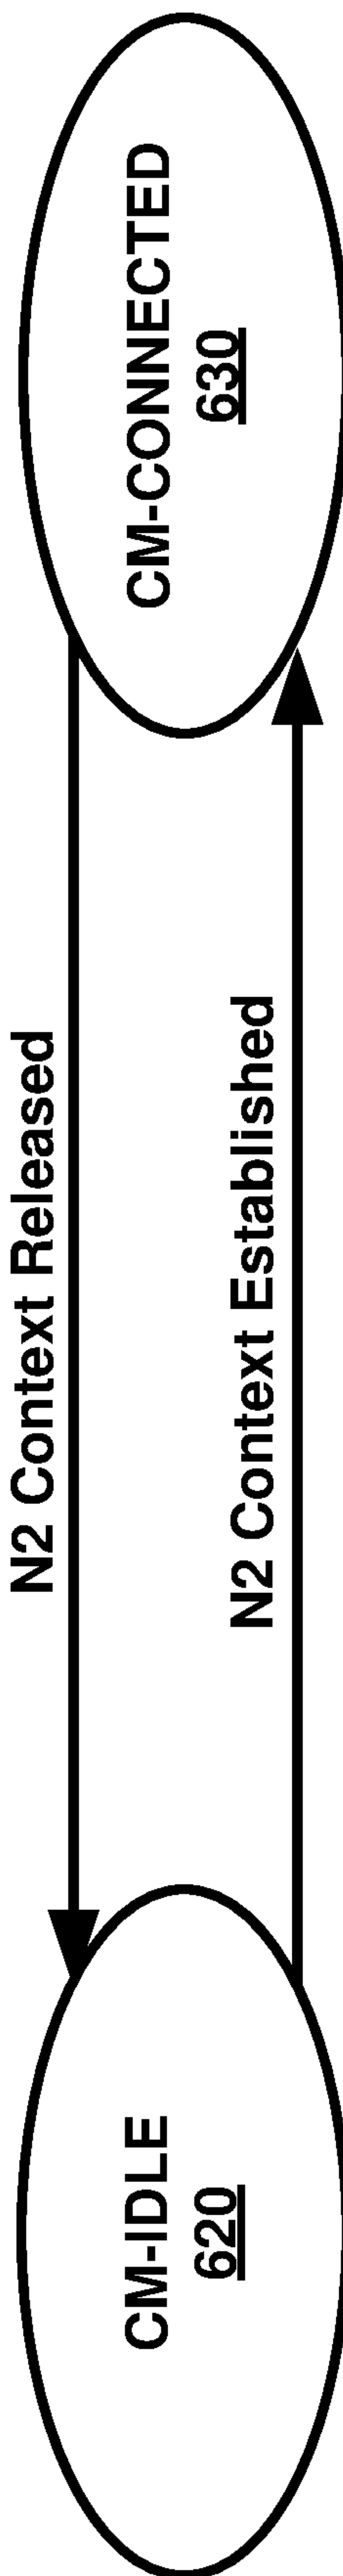 CM-IDLE
620
N2 Context Released
N2 Context Established
CM-CONNECTED
630